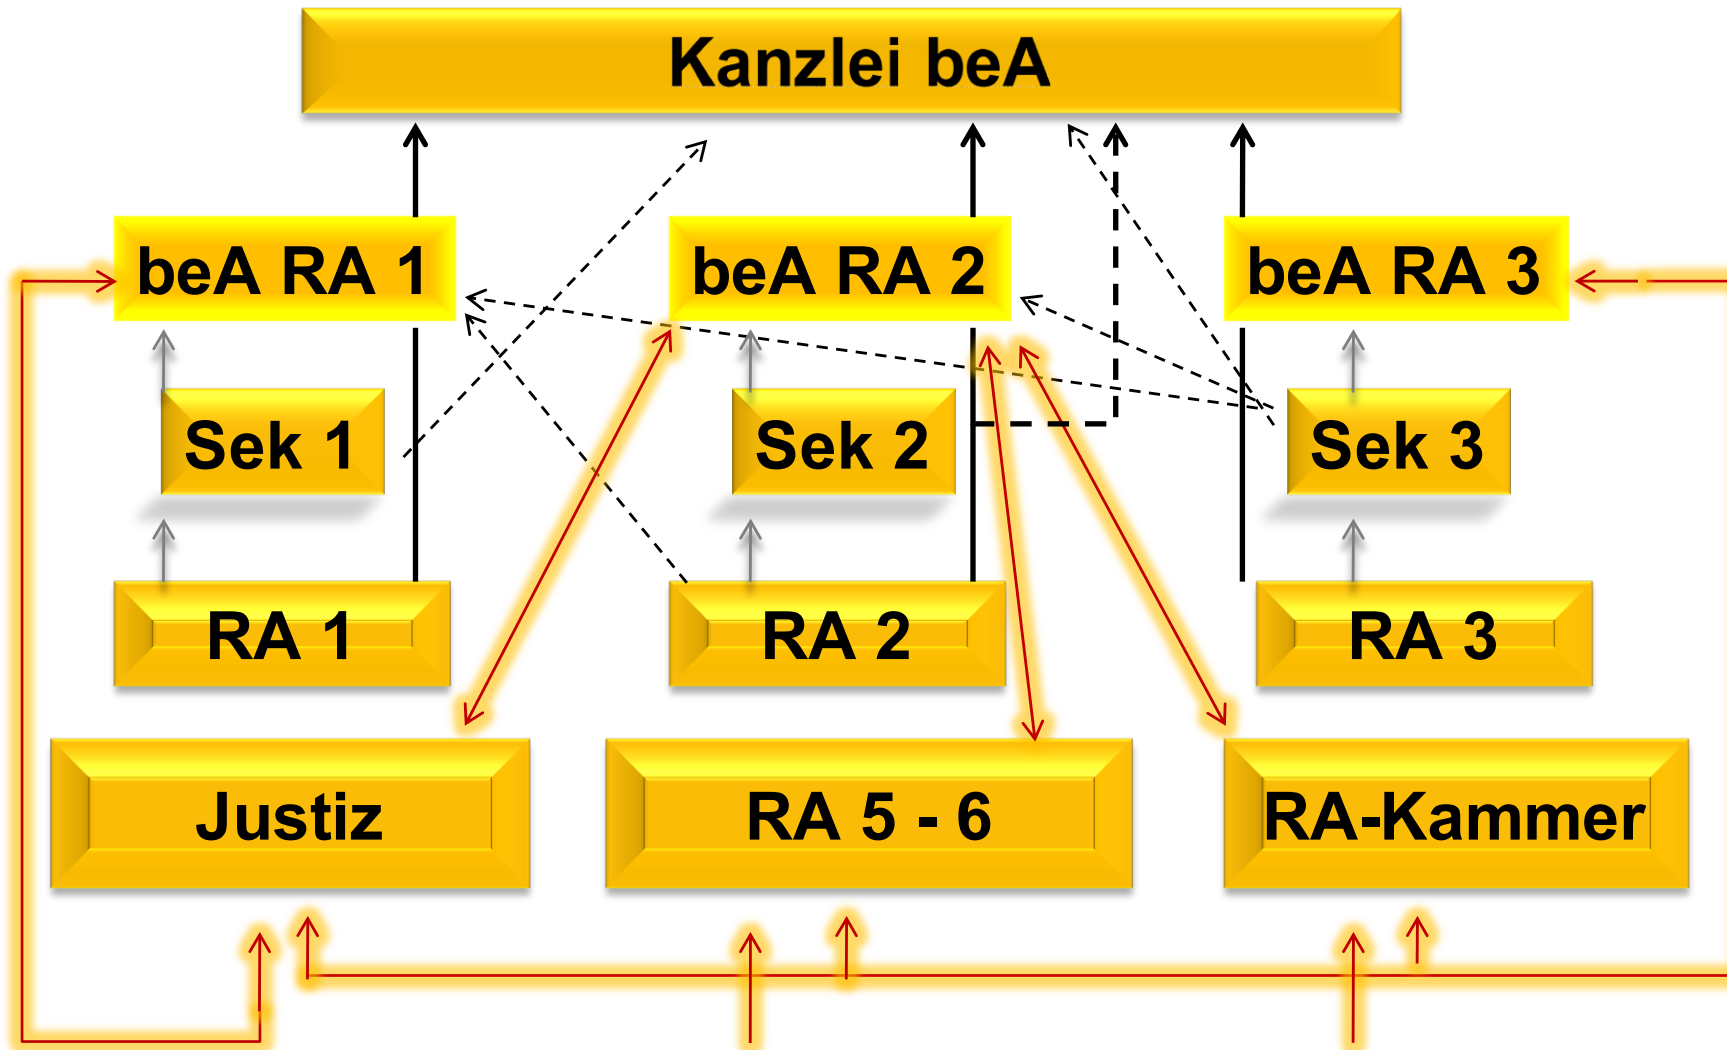 Kanzlei beA
beA RA 1
beA RA 2
beA RA 3
Sek 1
Sek 2
Sek 3
RA 1
RA 2
RA 3
Justiz
RA 5 - 6
RA-Kammer